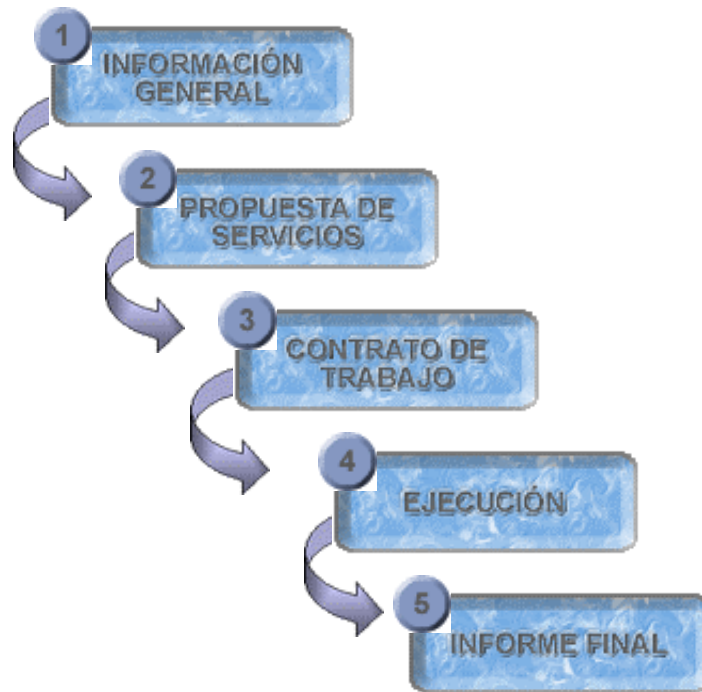 1
INFORMACIÓN
GENERAL
2
PROPUESTA DE
SERVICIOS
3
CONTRATO DE
TRABAJO
4
EJECUCIÓN
5
INFORME FINAL